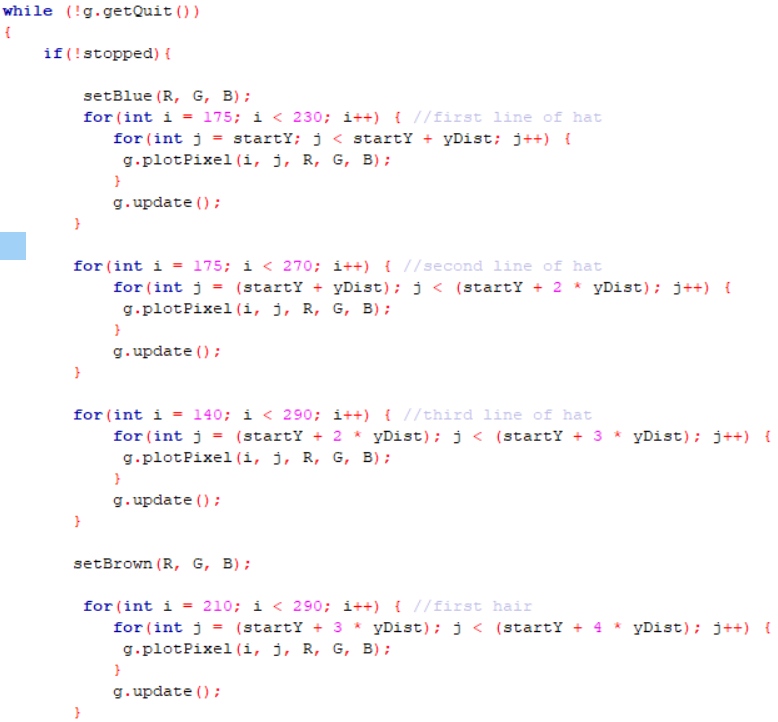 while (!g.getQuit())
{
if(!stopped){
setBlue(R, G, B);
for(int i = 175; i < 230; i++) { //first line of hat
for(int j = startY; j < startY + yDist; j++) {
g.plotPixel(i, j, R, G, B);
}
g.update();
}
for(int i = 175; i < 270; i++) { //second line of hat
for(int j = (startY + yDist); j < (startY + 2 * yDist); j++) {
g.plotPixel(i, j, R, G, B);
}
g.update();
}
for(int i = 140; i < 290; i++) { //third line of hat
for(int j = (startY + 2 * yDist); j < (startY + 3 * yDist); j++) {
g.plotPixel(i, j, R, G, B);
}
g.update();
}
setBrown(R, G, B);
for(int i = 210; i < 290; i++) { //first hair
for(int j = (startY + 3 * yDist); j < (startY + 4 * yDist); j++) {
g.plotPixel(i, j, R, G, B);
}
g.update();
}